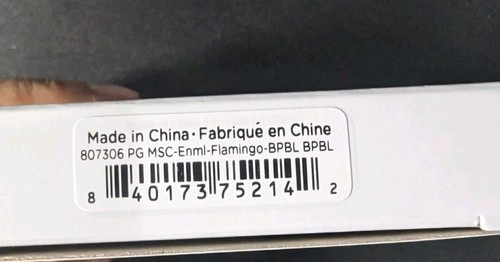 Made in China · Fabriqué en Chine
807306 PG MSC-Enml-Flamingo-BPBL BPBL
8 40173 75214 2